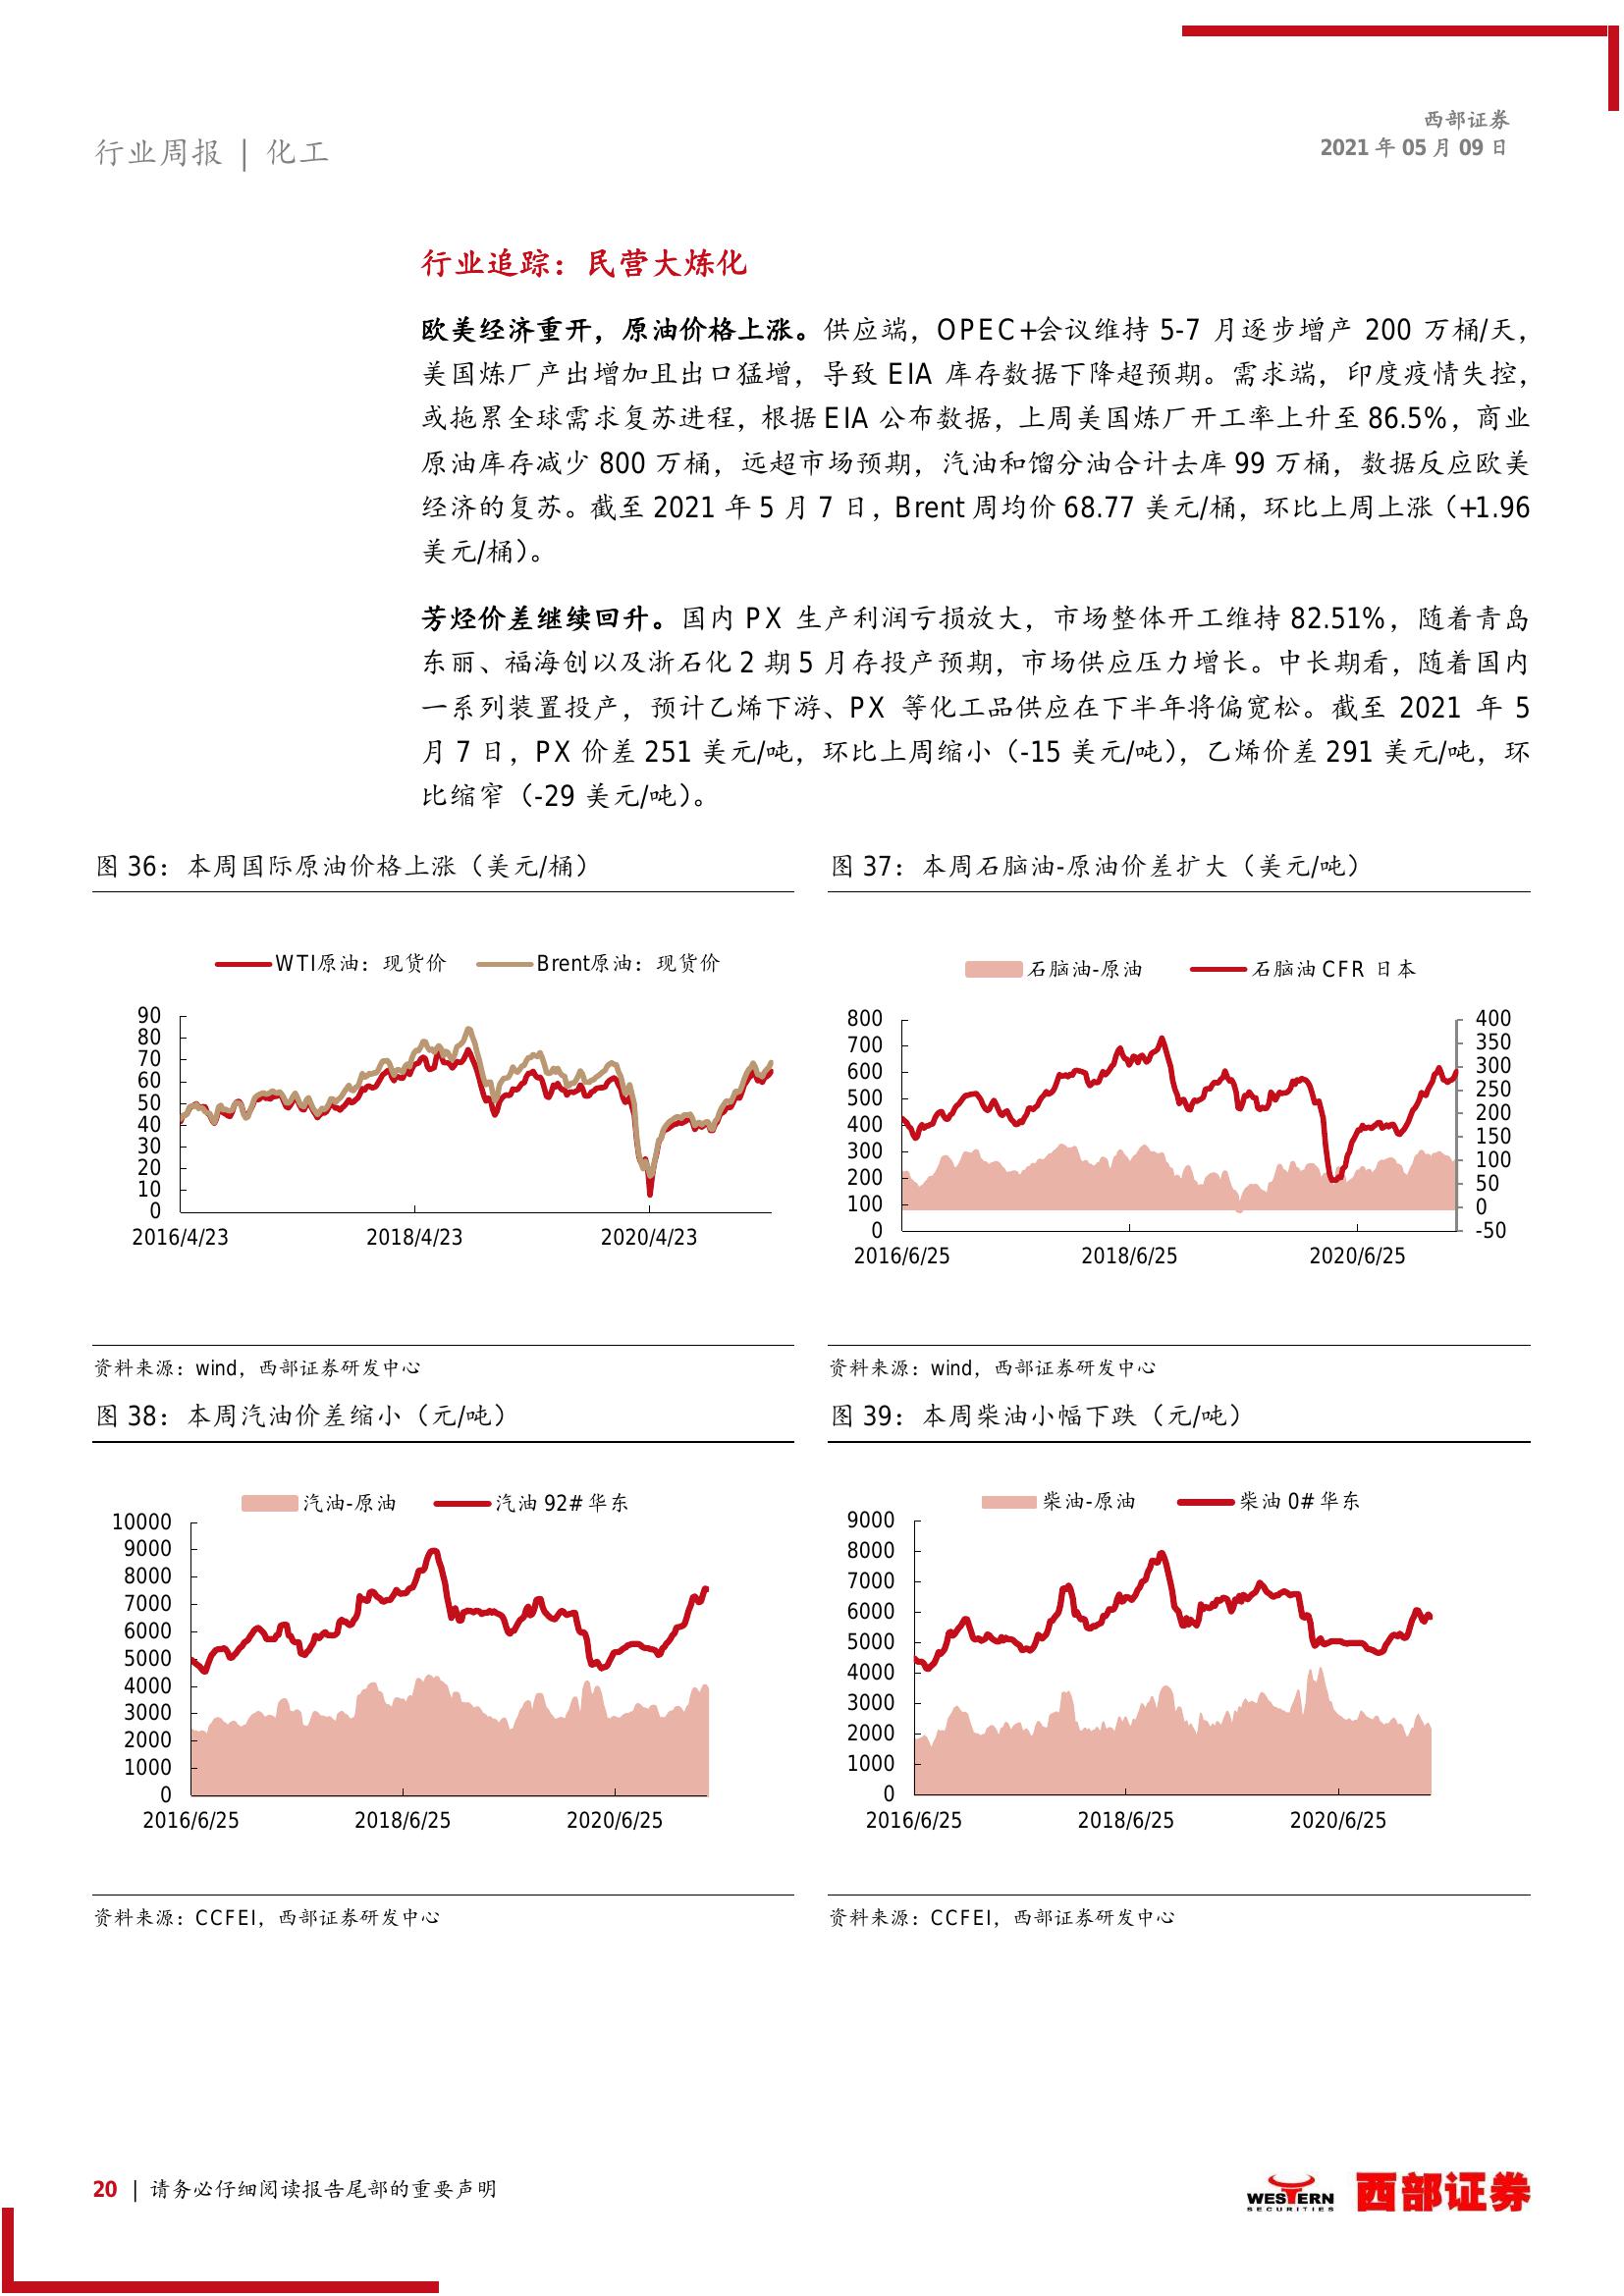 西部证券
2021 年 05 月 09 日
行业周报 | 化工
行业追踪：民营大炼化
欧美经济重开，原油价格上涨。供应端，OPEC+会议维持 5-7 月逐步增产 200 万桶/天，
美国炼厂产出增加且出口猛增，导致 EIA 库存数据下降超预期。需求端，印度疫情失控，
或拖累全球需求复苏进程，根据 EIA 公布数据，上周美国炼厂开工率上升至 86.5%，商业
原油库存减少 800 万桶，远超市场预期，汽油和馏分油合计去库 99 万桶，数据反应欧美
经济的复苏。截至 2021 年 5 月 7 日，Brent 周均价 68.77 美元/桶，环比上周上涨（+1.96
美元/桶）。
芳烃价差继续回升。国内 PX 生产利润亏损放大，市场整体开工维持 82.51%，随着青岛
东丽、福海创以及浙石化 2 期 5 月存投产预期，市场供应压力增长。中长期看，随着国内
一系列装置投产，预计乙烯下游、PX 等化工品供应在下半年将偏宽松。截至 2021 年 5
月 7 日，PX 价差 251 美元/吨，环比上周缩小（-15 美元/吨），乙烯价差 291 美元/吨，环
比缩窄（-29 美元/吨）。
图 36：本周国际原油价格上涨（美元/桶）
WTI原油：现货价 Brent原油：现货价
90
80
70
60
50
40
30
20
10
0
2016/4/23 2018/4/23 2020/4/23
资料来源：wind，西部证券研发中心
图 37：本周石脑油-原油价差扩大（美元/吨）
石脑油-原油 石脑油 CFR 日本
800
700
600
500
400
300
200
100
0
400
350
300
250
200
150
100
50
0
-50
2016/6/25 2018/6/25 2020/6/25
资料来源：wind，西部证券研发中心
图 38：本周汽油价差缩小（元/吨）
汽油-原油 汽油 92# 华东
10000
9000
8000
7000
6000
5000
4000
3000
2000
1000
0
2016/6/25 2018/6/25 2020/6/25
资料来源：CCFEI，西部证券研发中心
图 39：本周柴油小幅下跌（元/吨）
柴油-原油 柴油 0# 华东
9000
8000
7000
6000
5000
4000
3000
2000
1000
0
2016/6/25 2018/6/25 2020/6/25
资料来源：CCFEI，西部证券研发中心
20 | 请务必仔细阅读报告尾部的重要声明
WESTERN
SECURITIES
西部证券